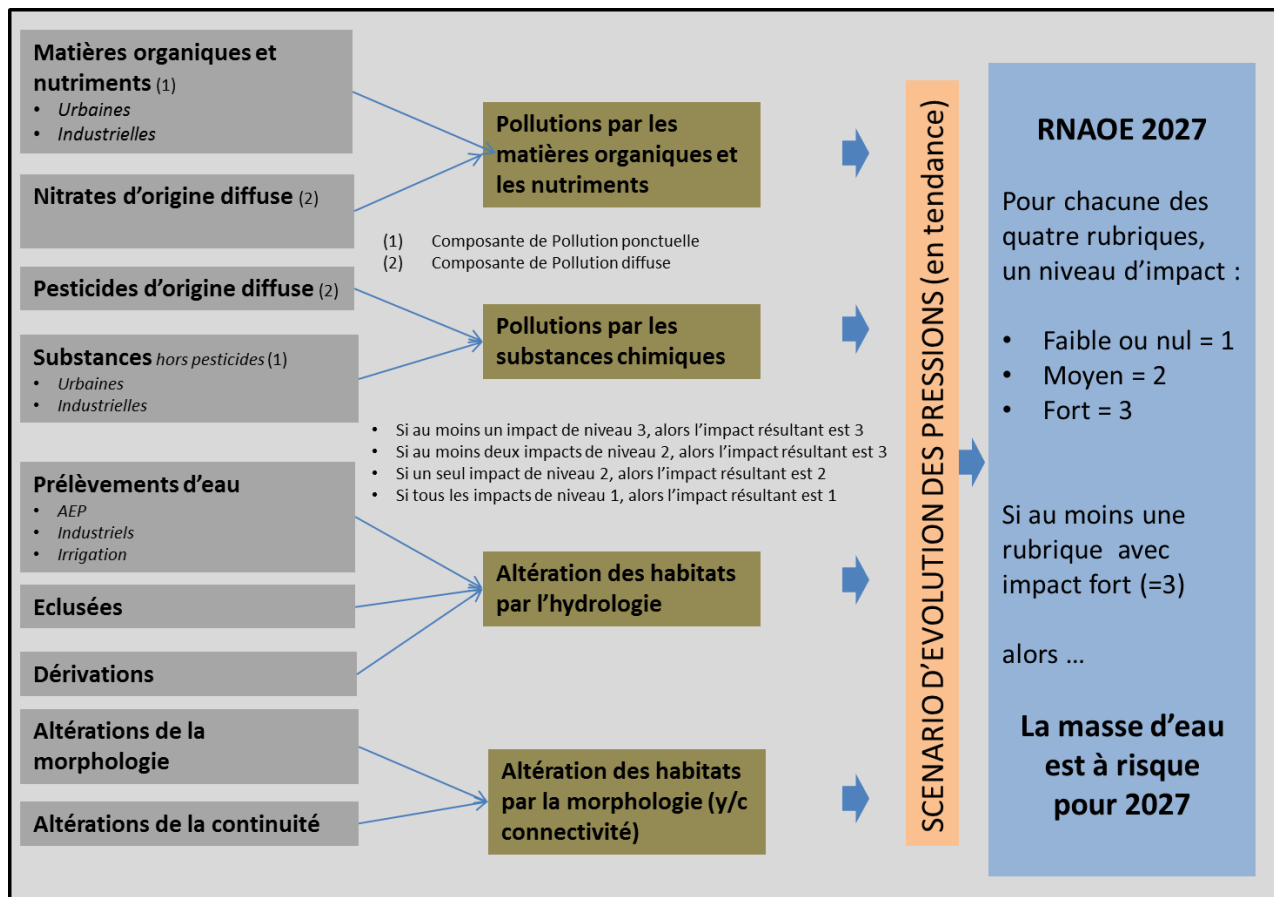 Matières organiques et
nutriments (1)
• Urbaines
• Industrielles
Nitrates d’origine diffuse (2)
Pesticides d’origine diffuse (2)
Substances hors pesticides (1)
• Urbaines
• Industrielles
Prélèvements d’eau
• AEP
• Industriels
• Irrigation
Eclusées
Dérivations
Altérations de la
morphologie
Altérations de la continuité
Pollutions par les
matières organiques et
les nutriments
(1) Composante de Pollution ponctuelle
(2) Composante de Pollution diffuse
Pollutions par les
substances chimiques
• Si au moins un impact de niveau 3, alors l’impact résultant est 3
• Si au moins deux impacts de niveau 2, alors l’impact résultant est 3
• Si un seul impact de niveau 2, alors l’impact résultant est 2
• Si tous les impacts de niveau 1, alors l’impact résultant est 1
Altération des habitats
par l’hydrologie
Altération des habitats
par la morphologie (y/c
connectivité)
SCENARIO D’EVOLUTION DES PRESSIONS (en tendance)
RNAOE 2027
Pour chacune des
quatre rubriques,
un niveau d’impact :
• Faible ou nul = 1
• Moyen = 2
• Fort = 3
Si au moins une
rubrique avec
impact fort (=3)
alors ...
La masse d’eau
est à risque
pour 2027